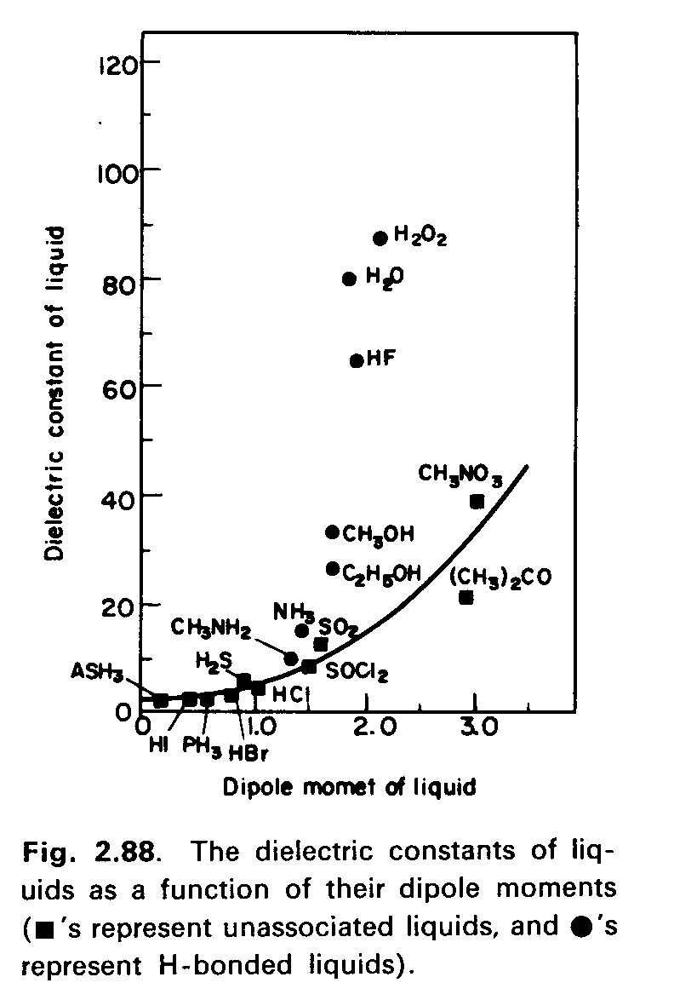 120
100
80
60
40
20
0
Dielectric constant of liquid
H₂O₂
H₂O
HF
CH₃NO₃
CH₃OH
C₂H₅OH
(CH₃)₂CO
NH₃
SO₂
CH₃NH₂
H₂S
SOCl₂
ASH₃
HCl
0 1.0 2.0 3.0
HI PH₃ HBr
Dipole momet of liquid
Fig. 2.88. The dielectric constants of liq-
uids as a function of their dipole moments
(■'s represent unassociated liquids, and ●'s
represent H-bonded liquids).